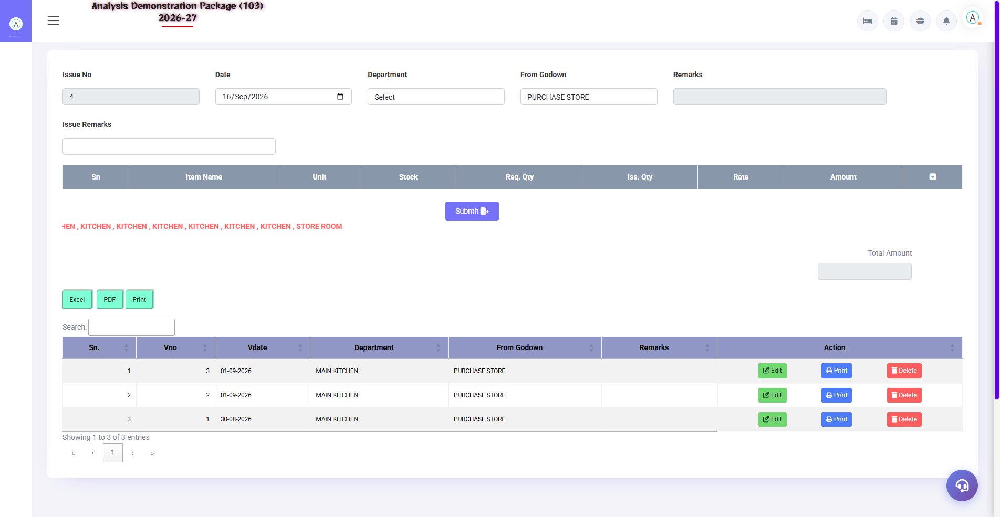 Analysis Demonstration Package (103)
2026-27
A
A
Issue No
Date
Department
From Godown
Remarks
4
16/Sep/2026
Select
PURCHASE STORE
Issue Remarks
Sn Item Name Unit Stock Req. Qty Iss. Qty Rate Amount
Submit
HEN , KITCHEN , KITCHEN , KITCHEN , KITCHEN , KITCHEN , KITCHEN , STORE ROOM
Total Amount
Excel PDF Print
Search:
Sn. Vno Vdate Department From Godown Remarks Action
1 3 01-09-2026 MAIN KITCHEN PURCHASE STORE Edit Print Delete
2 2 01-09-2026 MAIN KITCHEN PURCHASE STORE Edit Print Delete
3 1 30-08-2026 MAIN KITCHEN PURCHASE STORE Edit Print Delete
Showing 1 to 3 of 3 entries
« ‹ 1 › »